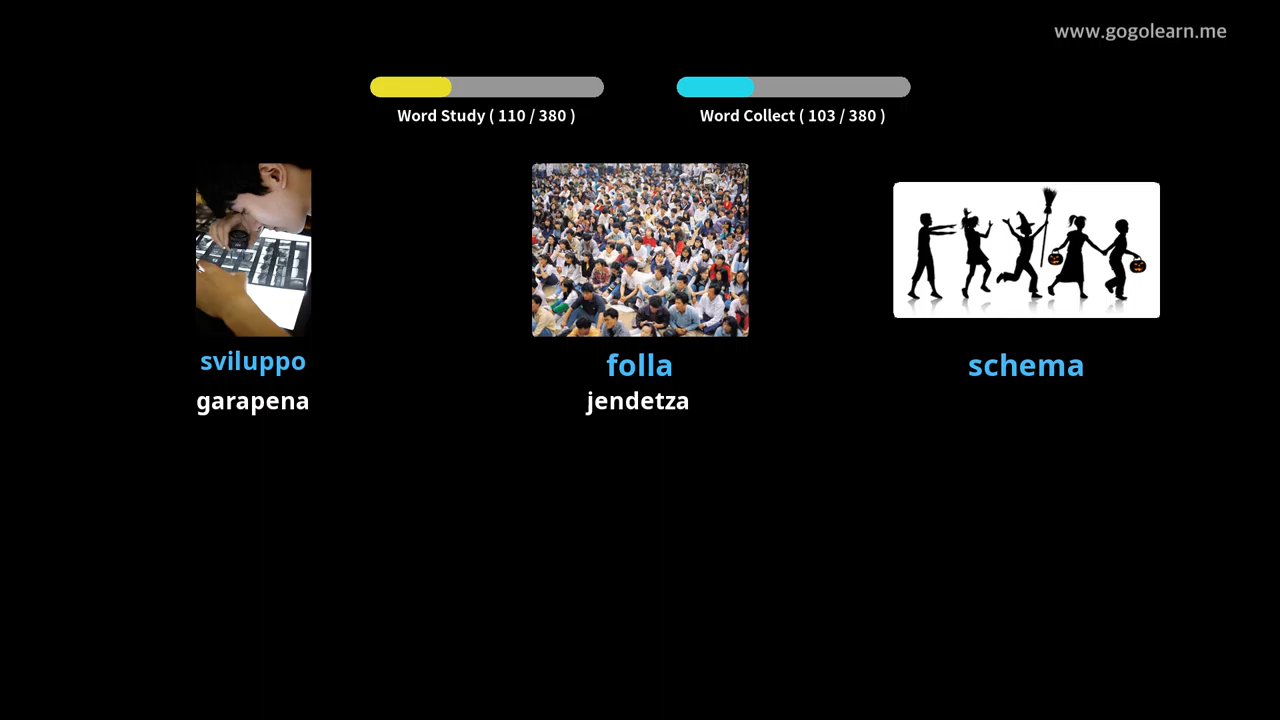 www.gogolearn.me
Word Study ( 110 / 380 )
Word Collect ( 103 / 380 )
sviluppo
garapena
folla
jendetza
schema